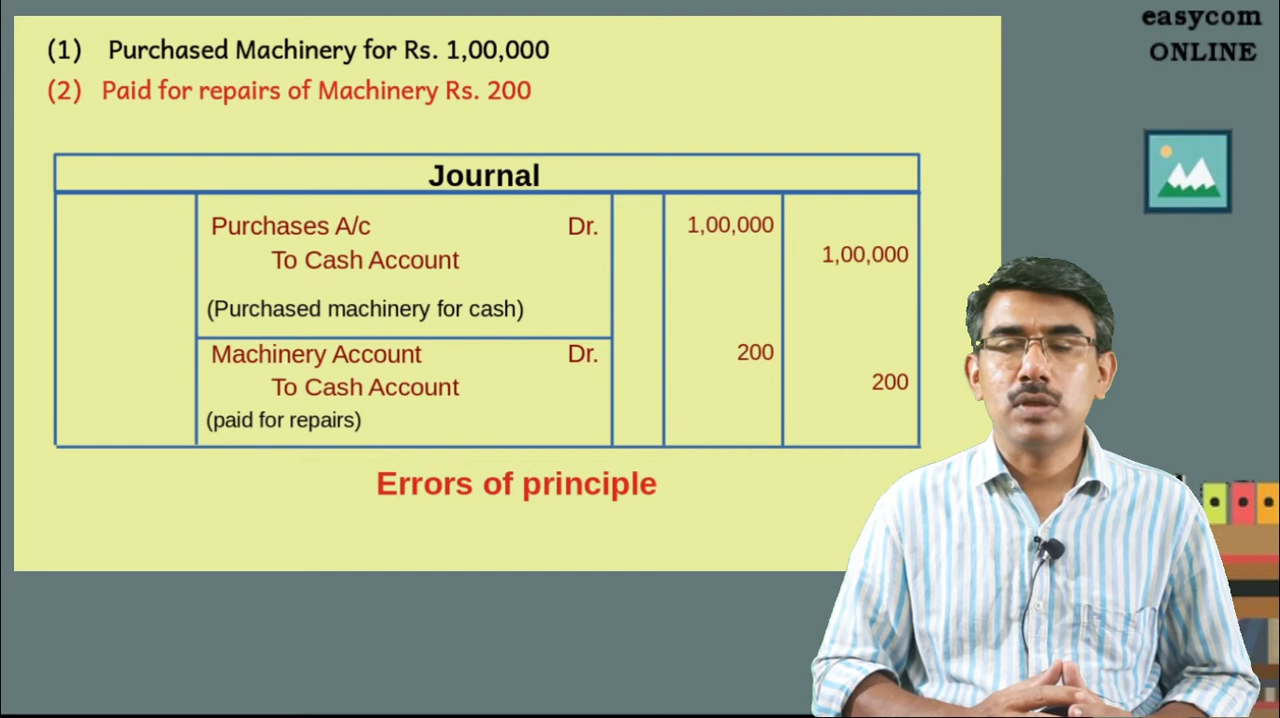 easycom
ONLINE
(1) Purchased Machinery for Rs. 1,00,000
(2) Paid for repairs of Machinery Rs. 200
Journal
Purchases A/c Dr. 1,00,000
To Cash Account 1,00,000
(Purchased machinery for cash)
Machinery Account Dr. 200
To Cash Account 200
(paid for repairs)
Errors of principle